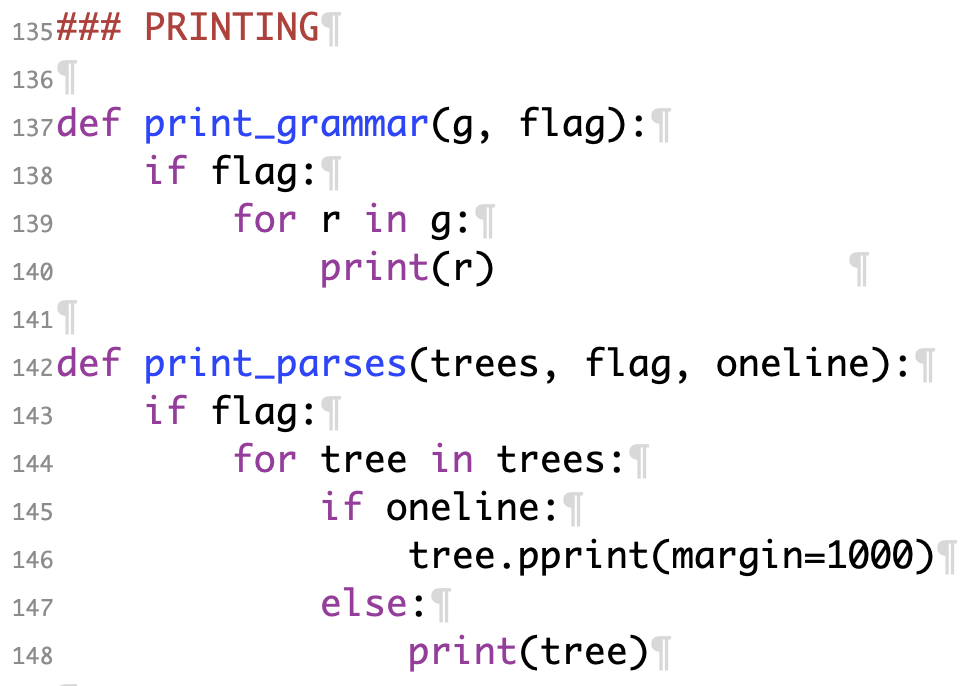 135### PRINTING¶
136¶
137def print_grammar(g, flag):¶
138    if flag:¶
139        for r in g:¶
140            print(r)                ¶
141¶
142def print_parses(trees, flag, oneline):¶
143    if flag:¶
144        for tree in trees:¶
145            if oneline:¶
146                tree.pprint(margin=1000)¶
147            else:¶
148                print(tree)¶